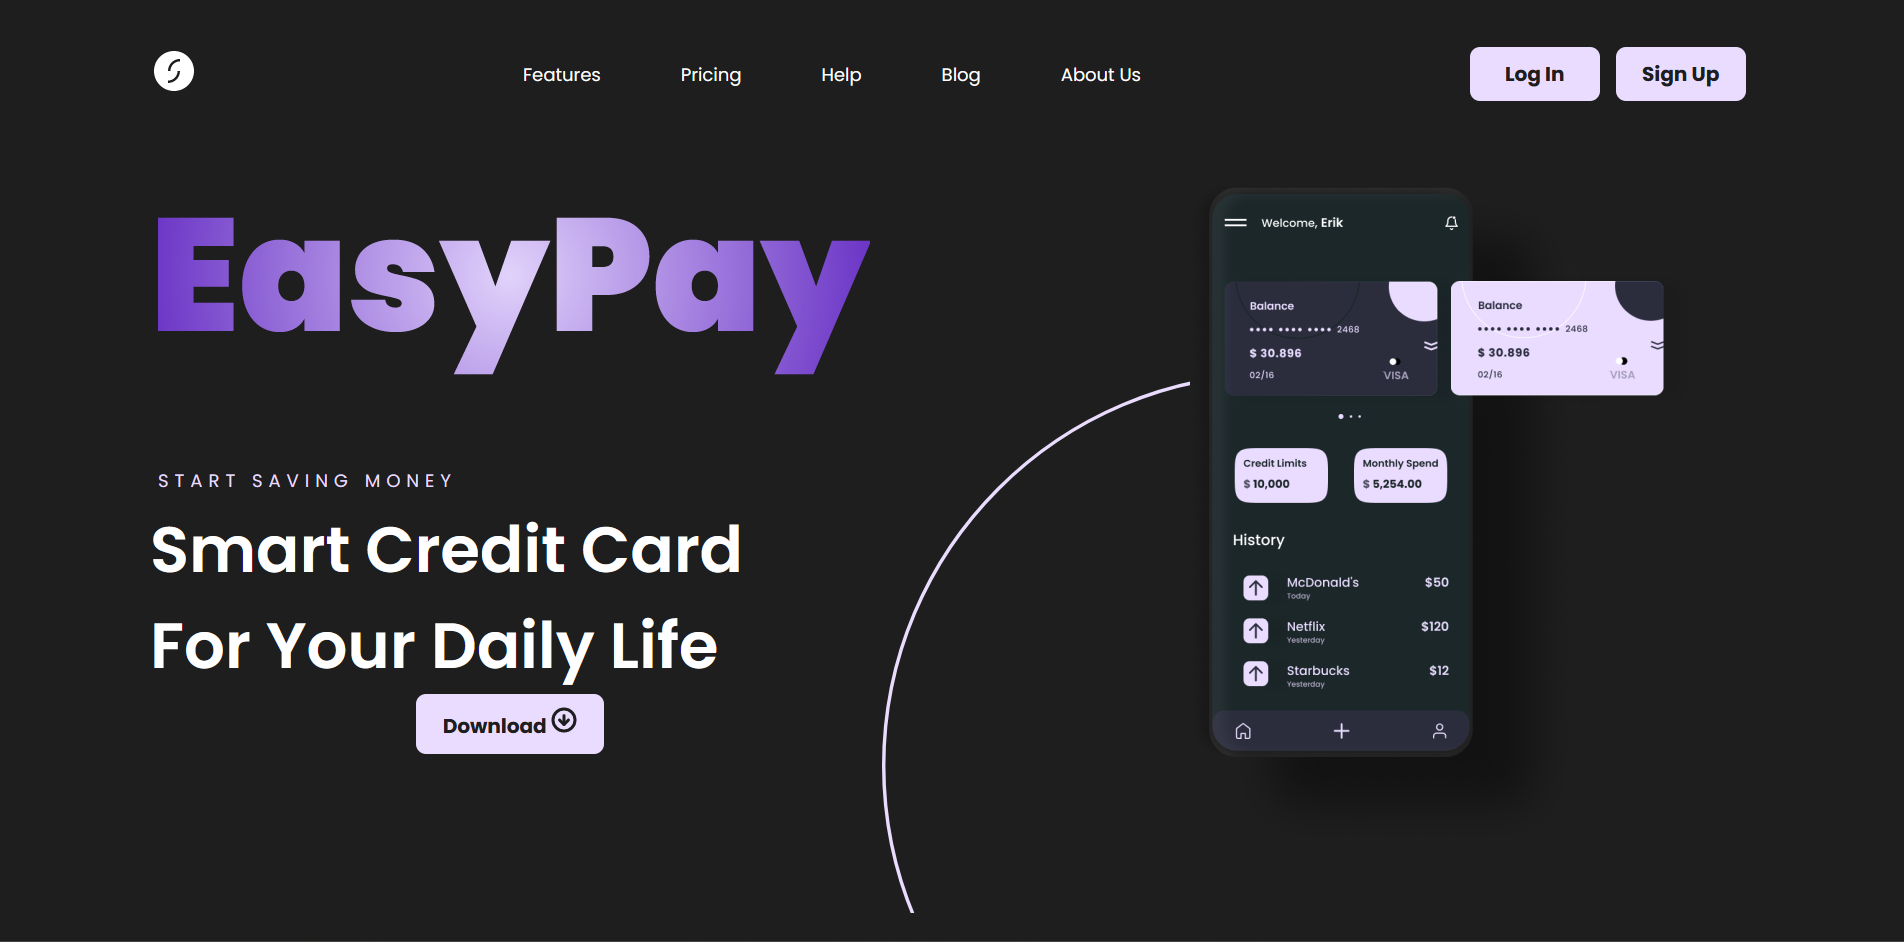 Features Pricing Help Blog About Us
Log In Sign Up
EasyPay
START SAVING MONEY
Smart Credit Card
For Your Daily Life
Download
Welcome, Erik
Balance
•••• •••• •••• 2468
$ 30.896
02/16
VISA
Balance
•••• •••• •••• 2468
$ 30.896
02/16
VISA
Credit Limits
$ 10,000
Monthly Spend
$ 5,254.00
History
McDonald's $50
Today
Netflix $120
Yesterday
Starbucks $12
Yesterday